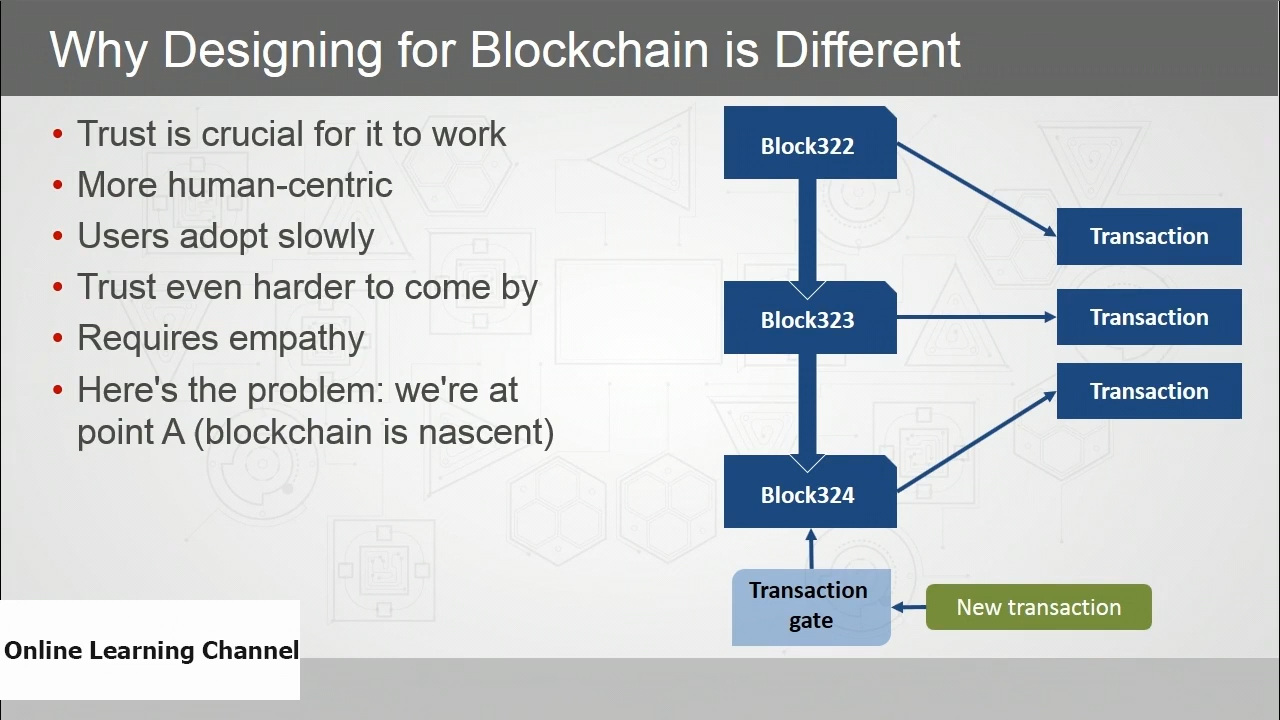 Why Designing for Blockchain is Different
• Trust is crucial for it to work
• More human-centric
• Users adopt slowly
• Trust even harder to come by
• Requires empathy
• Here's the problem: we're at
point A (blockchain is nascent)
Block322
Transaction
Block323
Transaction
Transaction
Block324
Transaction
gate
New transaction
Online Learning Channel